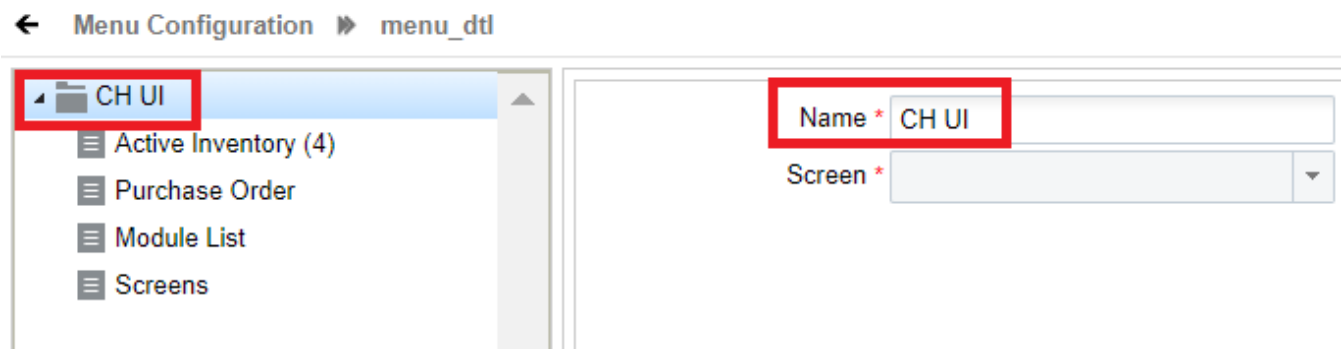 Menu Configuration menu_dtl
CH UI
Active Inventory (4)
Purchase Order
Module List
Screens
Name * CH UI
Screen *